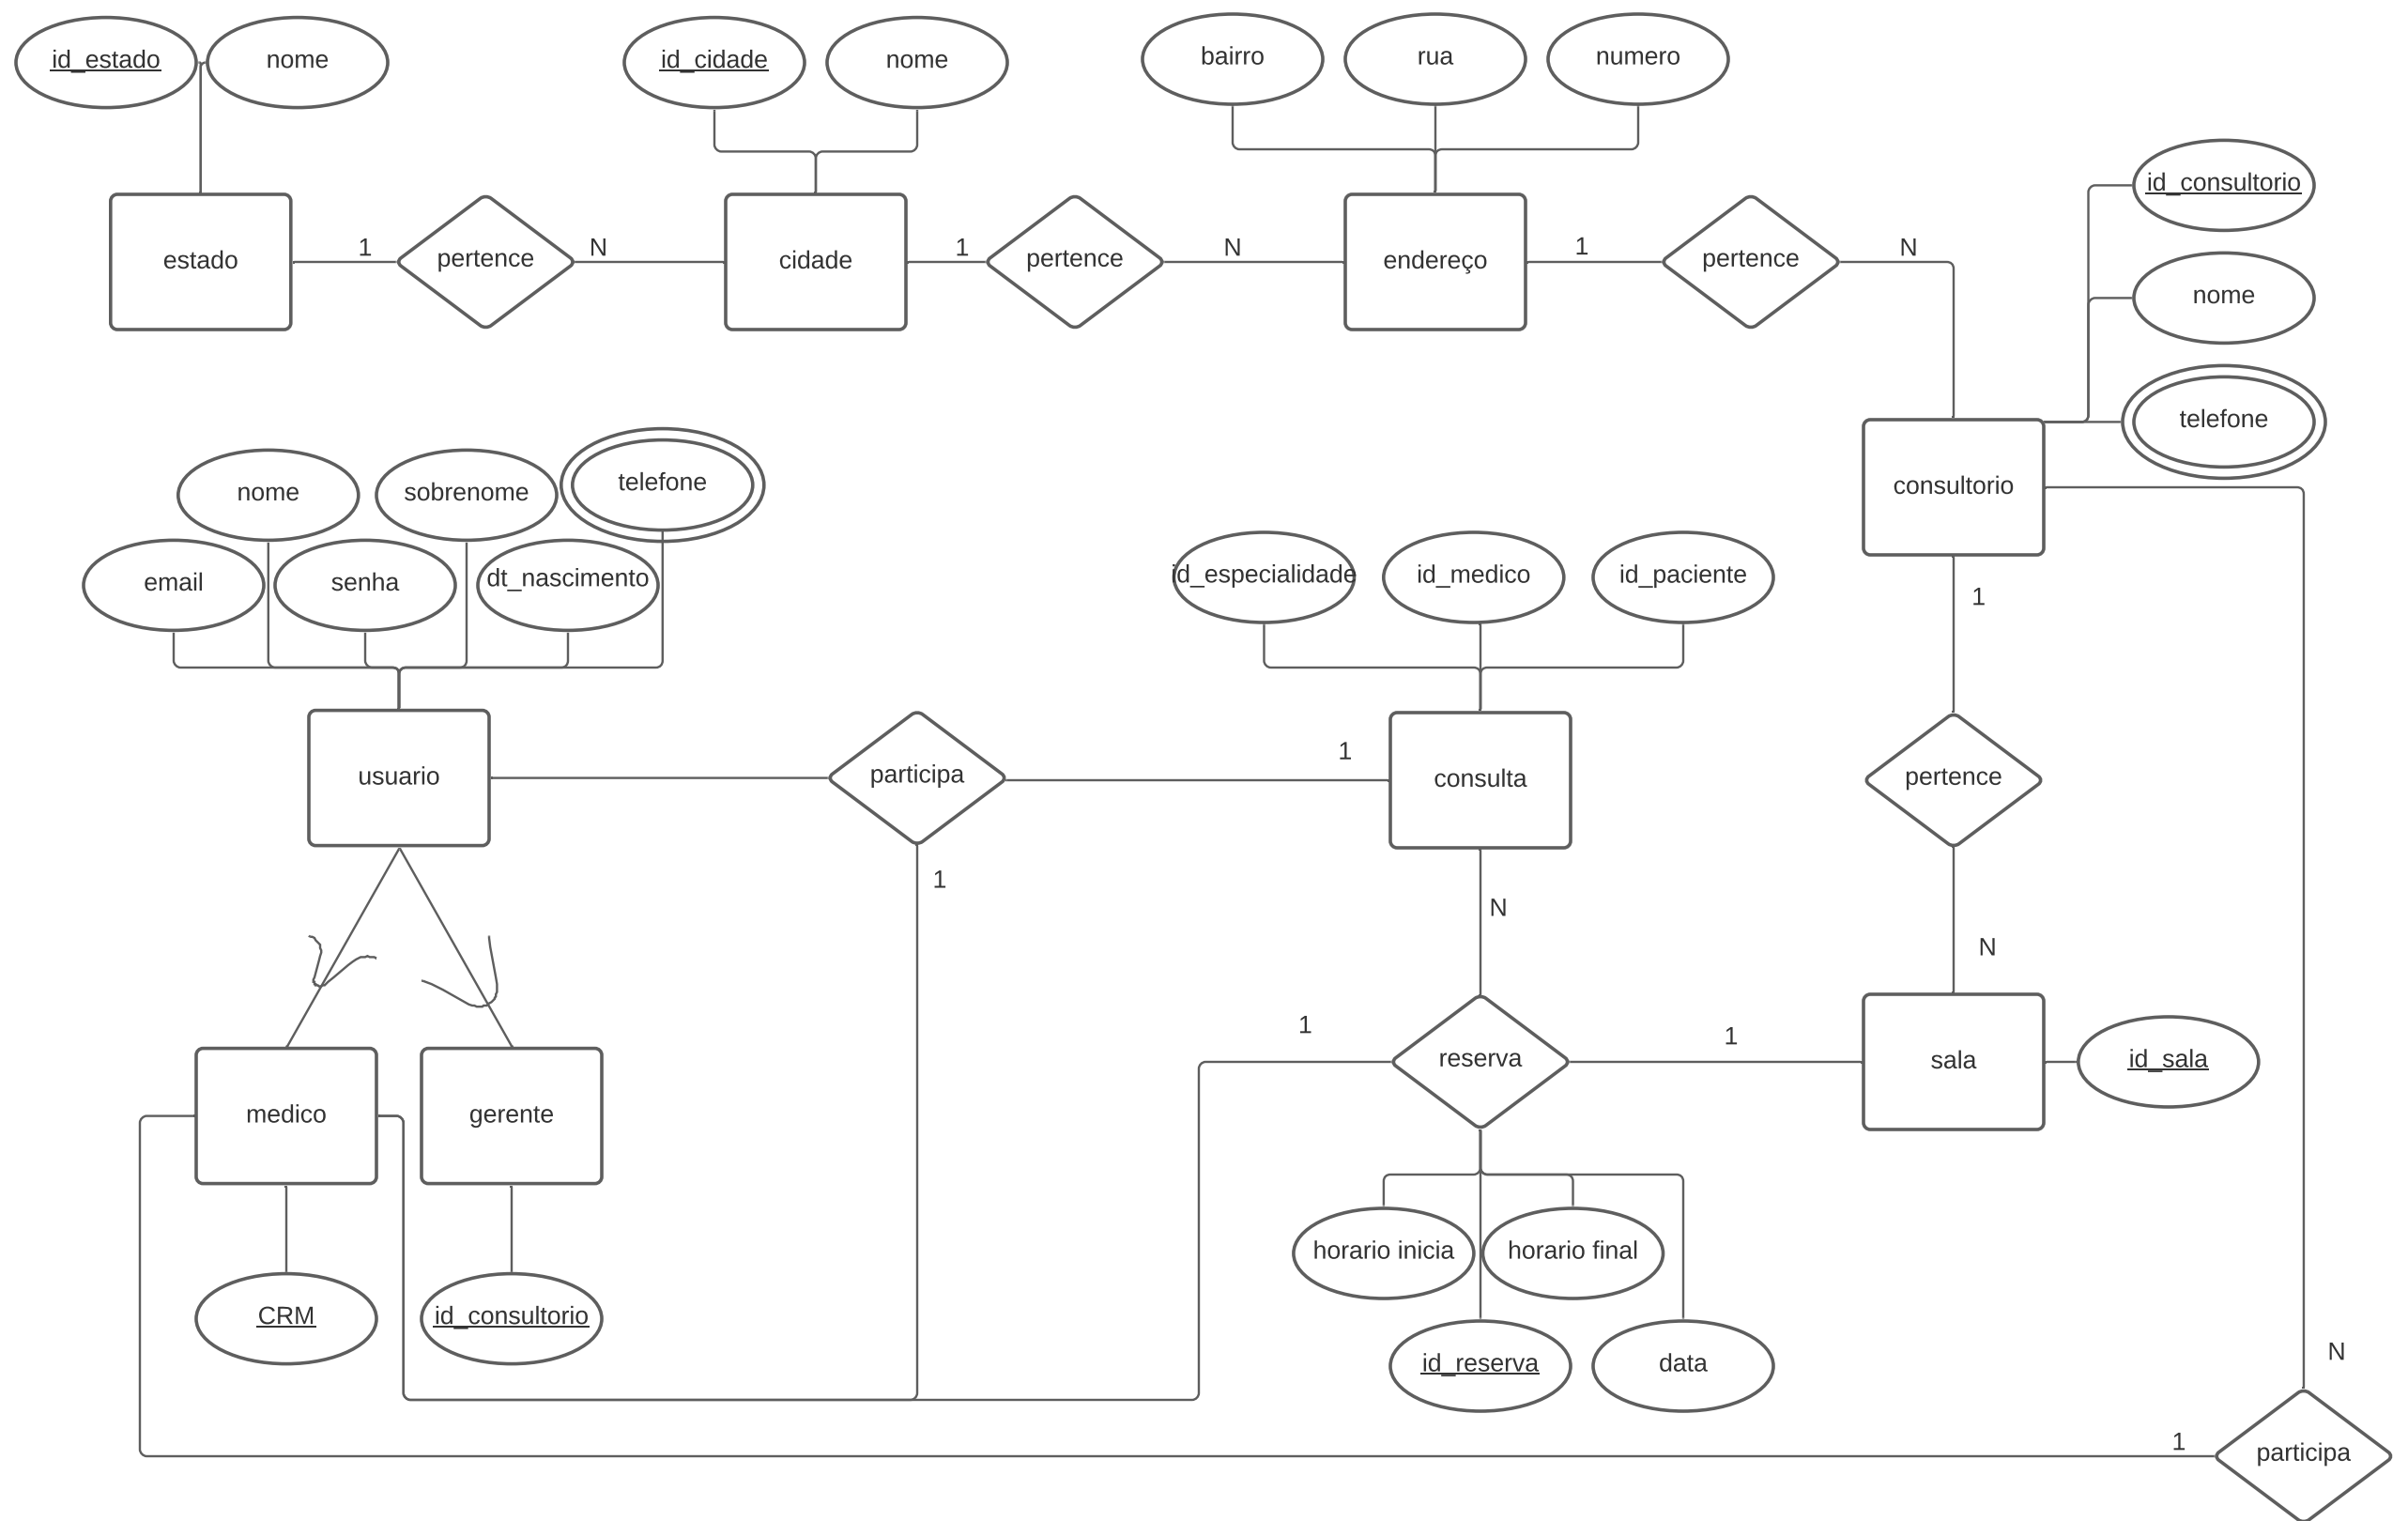 id_estado
nome
id_cidade
nome
bairro
rua
numero
id_consultorio
estado
1
pertence
N
cidade
1
pertence
N
endereço
1
pertence
N
nome
telefone
consultorio
nome
sobrenome
telefone
email
senha
dt_nascimento
id_especialidade
id_medico
id_paciente
1
usuario
participa
1
consulta
pertence
1
N
N
1
reserva
1
sala
id_sala
medico
gerente
horario inicia
horario final
CRM
id_consultorio
id_reserva
data
N
1
participa